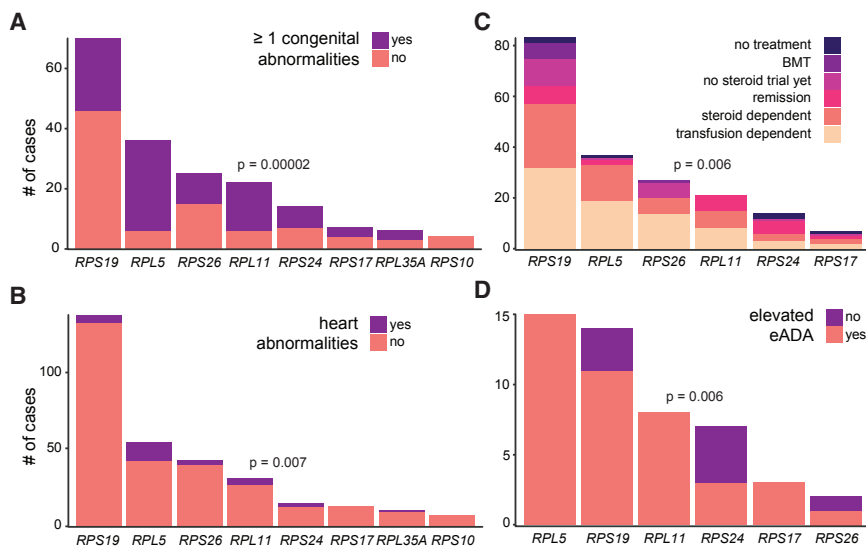 A
≥ 1 congenital
abnormalities
yes
no
# of cases
60
40
20
0
p = 0.00002
RPS19 RPL5 RPS26 RPL11 RPS24 RPS17 RPL35A RPS10
B
heart
abnormalities
yes
no
# of cases
100
50
0
p = 0.007
RPS19 RPL5 RPS26 RPL11 RPS24 RPS17 RPL35A RPS10
C
no treatment
BMT
no steroid trial yet
remission
steroid dependent
transfusion dependent
80
60
40
20
0
p = 0.006
RPS19 RPL5 RPS26 RPL11 RPS24 RPS17
D
elevated
eADA
no
yes
15
10
5
0
p = 0.006
RPL5 RPS19 RPL11 RPS24 RPS17 RPS26